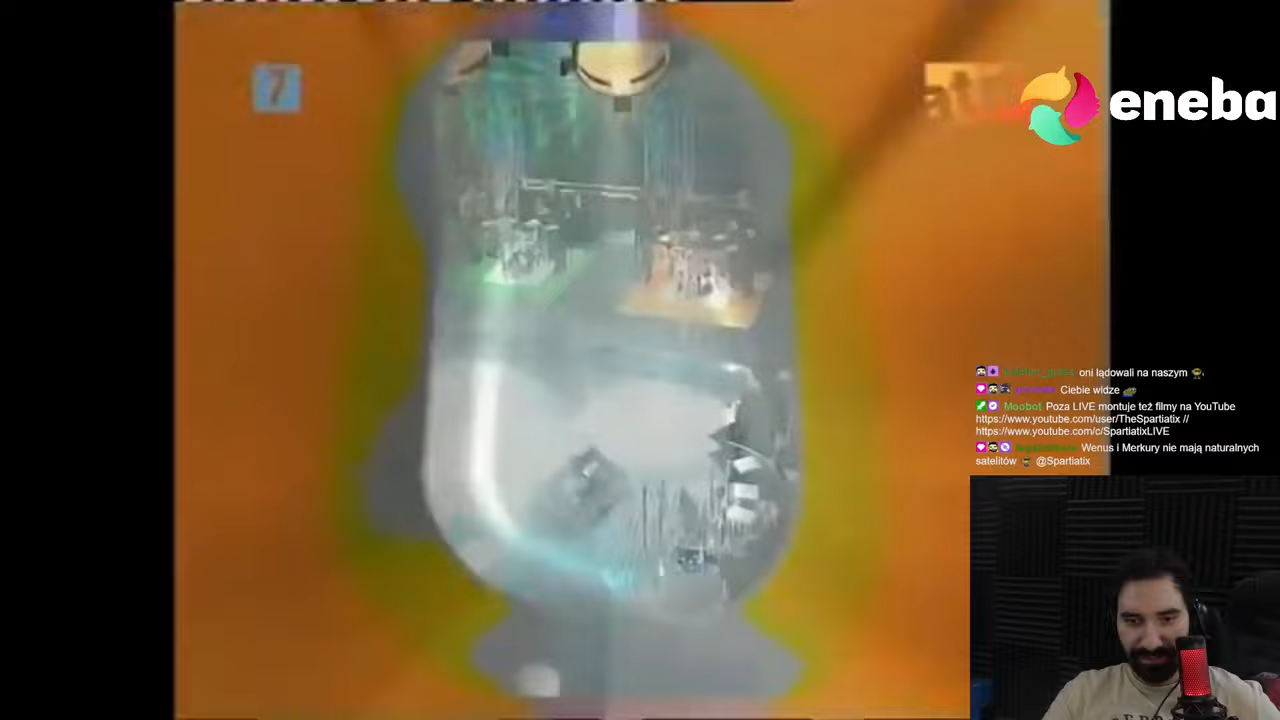 7
eneba
oni lądowali na naszym
Ciebie widze
Moobot Poza LIVE montuje też filmy na YouTube
https://www.youtube.com/user/TheSpartiatix //
https://www.youtube.com/c/SpartiatixLIVE
Wenus i Merkury nie mają naturalnych
satelitów @Spartiatix